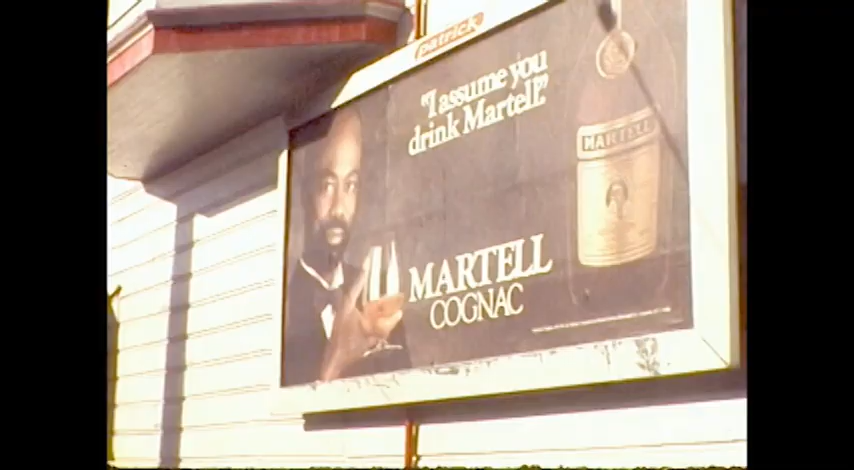 patrick
"I assume you
drink Martell."
MARTELL
MARTELL
COGNAC